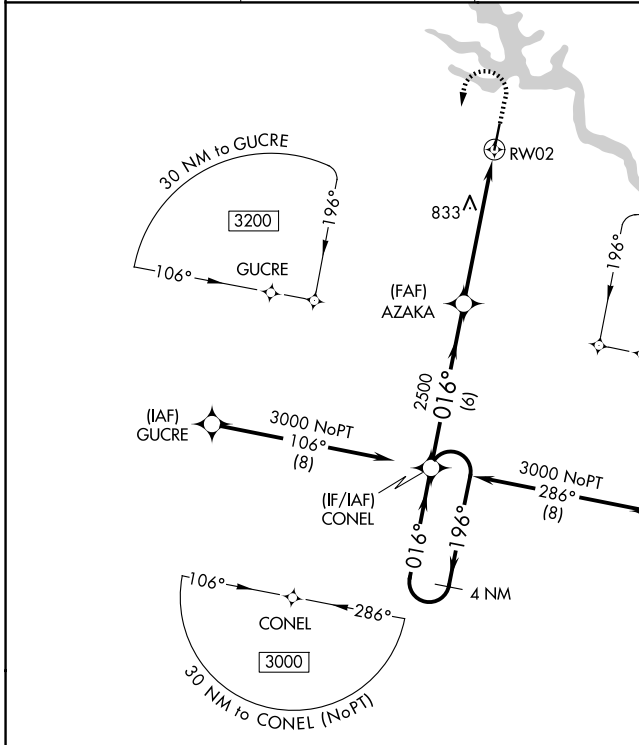 RW02
30 NM to GUCRE
3200
196°
833
196°
106°
GUCRE
(FAF)
AZAKA
2500
016°
(6)
(IAF)
GUCRE
3000 NoPT
106°
(8)
3000 NoPT
286°
(8)
(IF/IAF)
CONEL
016°
196°
4 NM
106°
286°
CONEL
3000
30 NM to CONEL (NoPT)